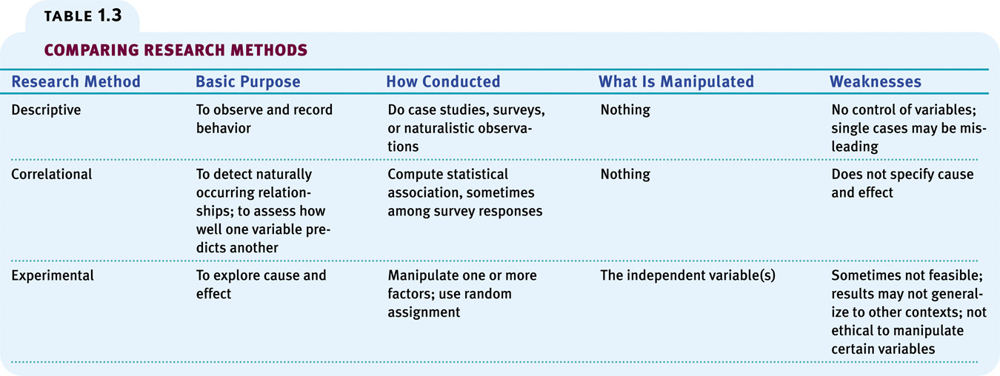 TABLE 1.3
COMPARING RESEARCH METHODS
Research Method Basic Purpose How Conducted What Is Manipulated Weaknesses
Descriptive
To observe and record
behavior
Do case studies, surveys,
or naturalistic observa-
tions
Nothing
No control of variables;
single cases may be mis-
leading
Correlational
To detect naturally
occurring relation-
ships; to assess how
well one variable pre-
dicts another
Compute statistical
association, sometimes
among survey responses
Nothing
Does not specify cause
and effect
Experimental
To explore cause and
effect
Manipulate one or more
factors; use random
assignment
The independent variable(s)
Sometimes not feasible;
results may not general-
ize to other contexts; not
ethical to manipulate
certain variables